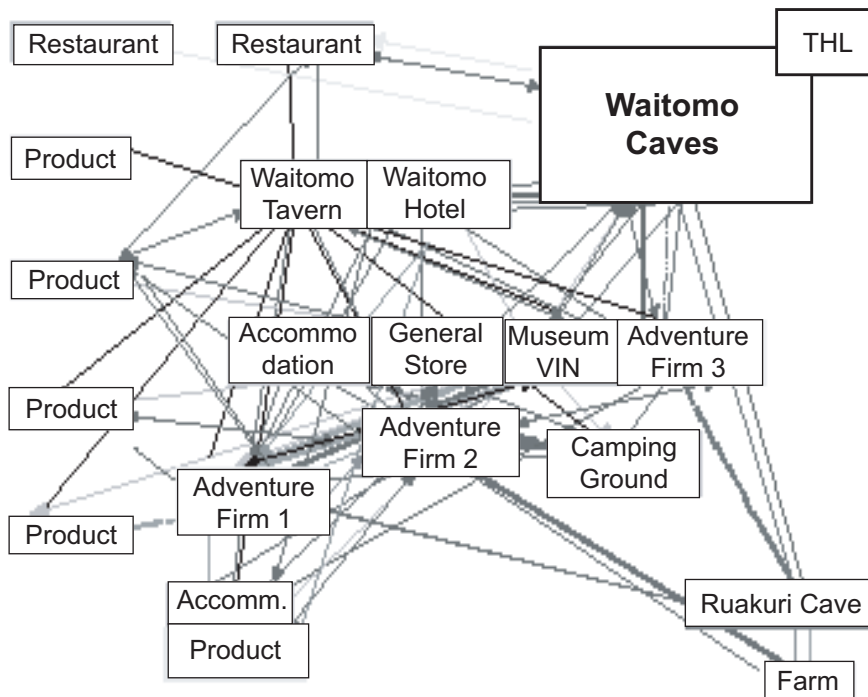 Restaurant
Restaurant
THL
Waitomo
Caves
Product
Waitomo
Tavern
Waitomo
Hotel
Product
Accommo
dation
General
Store
Museum
VIN
Adventure
Firm 3
Product
Adventure
Firm 2
Camping
Ground
Adventure
Firm 1
Product
Accomm.
Ruakuri Cave
Product
Farm